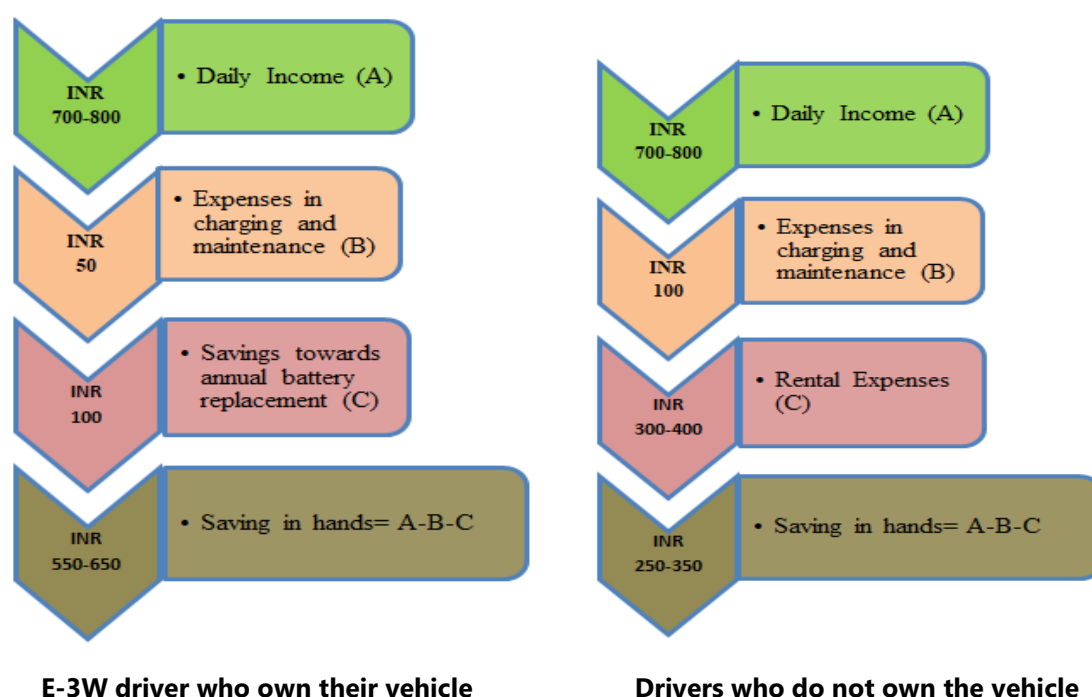 INR
700-800
• Daily Income (A)
INR
50
• Expenses in
charging and
maintenance (B)
INR
100
• Savings towards
annual battery
replacement (C)
INR
550-650
• Saving in hands= A-B-C
E-3W driver who own their vehicle
INR
700-800
• Daily Income (A)
INR
100
• Expenses in
charging and
maintenance (B)
INR
300-400
• Rental Expenses
(C)
INR
250-350
• Saving in hands= A-B-C
Drivers who do not own the vehicle